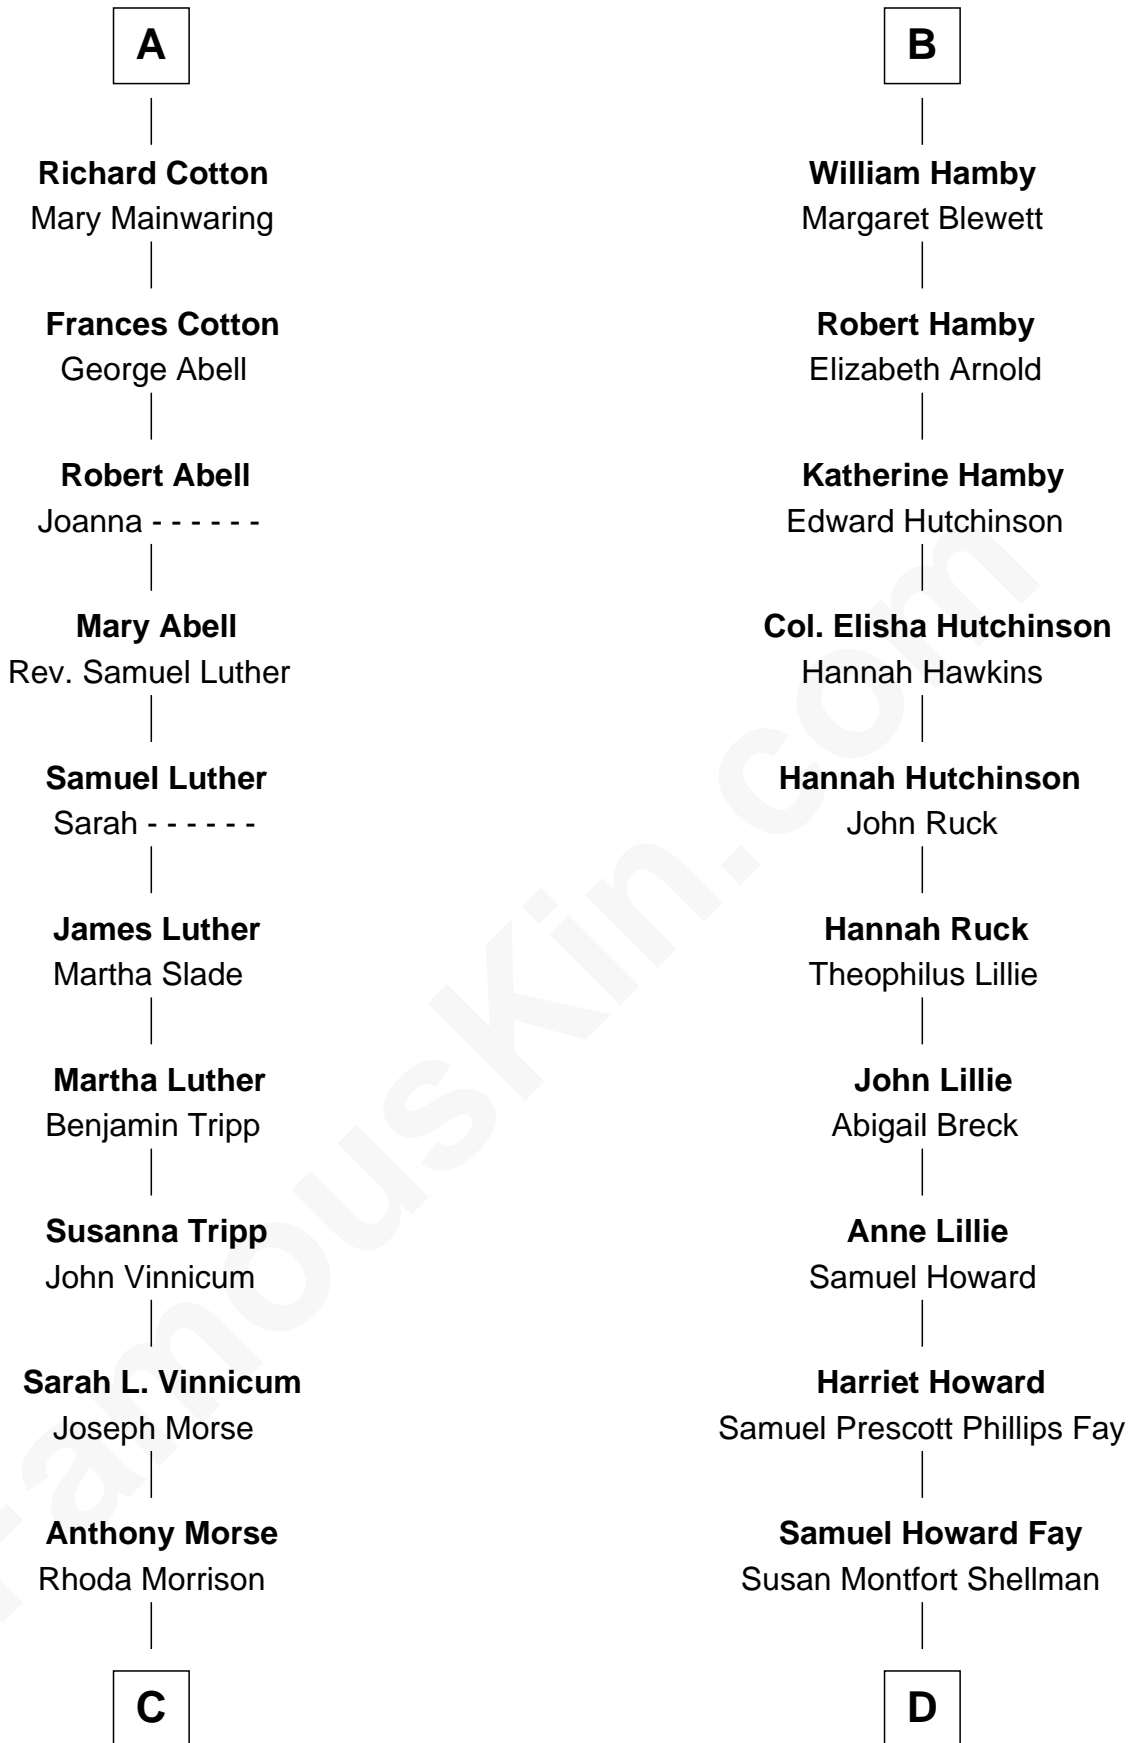 A
Richard Cotton
Mary Mainwaring
Frances Cotton
George Abell
Robert Abell
Joanna - - - - - -
Mary Abell
Rev. Samuel Luther
Samuel Luther
Sarah - - - - - -
James Luther
Martha Slade
Martha Luther
Benjamin Tripp
Susanna Tripp
John Vinnicum
Sarah L. Vinnicum
Joseph Morse
Anthony Morse
Rhoda Morrison
C
B
William Hamby
Margaret Blewett
Robert Hamby
Elizabeth Arnold
Katherine Hamby
Edward Hutchinson
Col. Elisha Hutchinson
Hannah Hawkins
Hannah Hutchinson
John Ruck
Hannah Ruck
Theophilus Lillie
John Lillie
Abigail Breck
Anne Lillie
Samuel Howard
Harriet Howard
Samuel Prescott Phillips Fay
Samuel Howard Fay
Susan Montfort Shellman
D
FamousKin.com